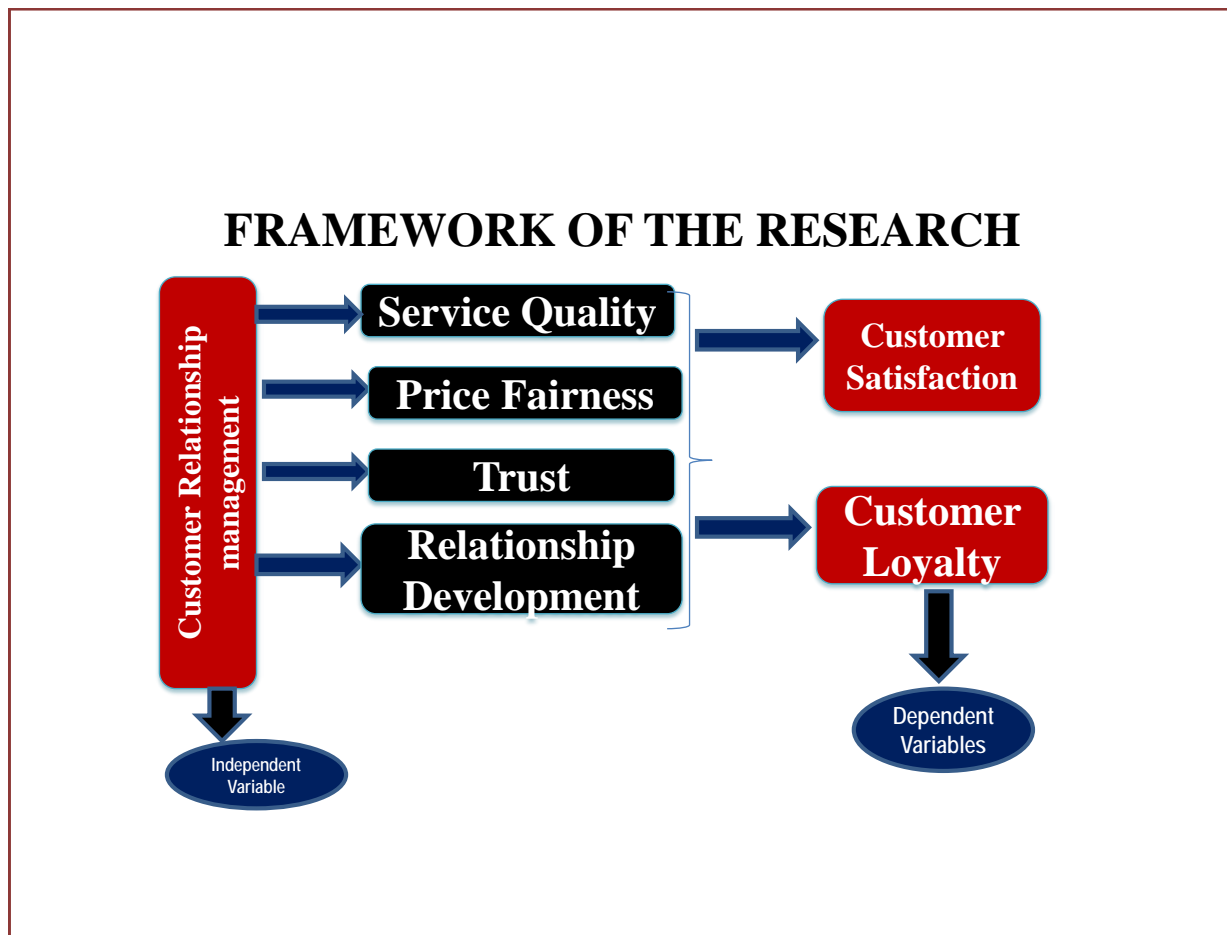 FRAMEWORK OF THE RESEARCH
Customer Relationship
management
Service Quality
Price Fairness
Trust
Relationship
Development
Customer
Satisfaction
Customer
Loyalty
Independent
Variable
Dependent
Variables